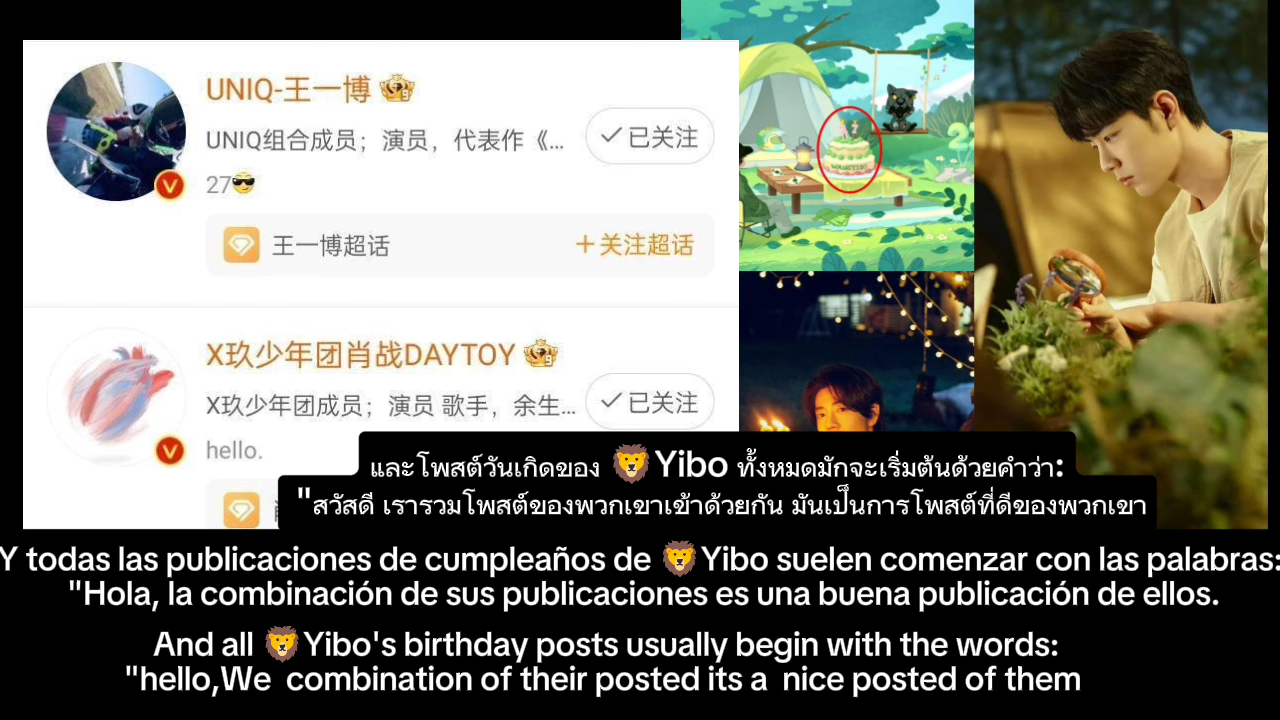 UNIQ-王一博
UNIQ组合成员；演员，代表作《...
27😎
已关注
王一博超话
+关注超话
X玖少年团肖战DAYTOY
X玖少年团成员；演员 歌手，余生...
hello.
已关注
และโพสต์วันเกิดของ 🦁Yibo ทั้งหมดมักจะเริ่มต้นด้วยคำว่า:
"สวัสดี เรารวมโพสต์ของพวกเขาเข้าด้วยกัน มันเป็นการโพสต์ที่ดีของพวกเขา
Y todas las publicaciones de cumpleaños de 🦁Yibo suelen comenzar con las palabras:
"Hola, la combinación de sus publicaciones es una buena publicación de ellos.
And all 🦁Yibo's birthday posts usually begin with the words:
"hello,We combination of their posted its a nice posted of them